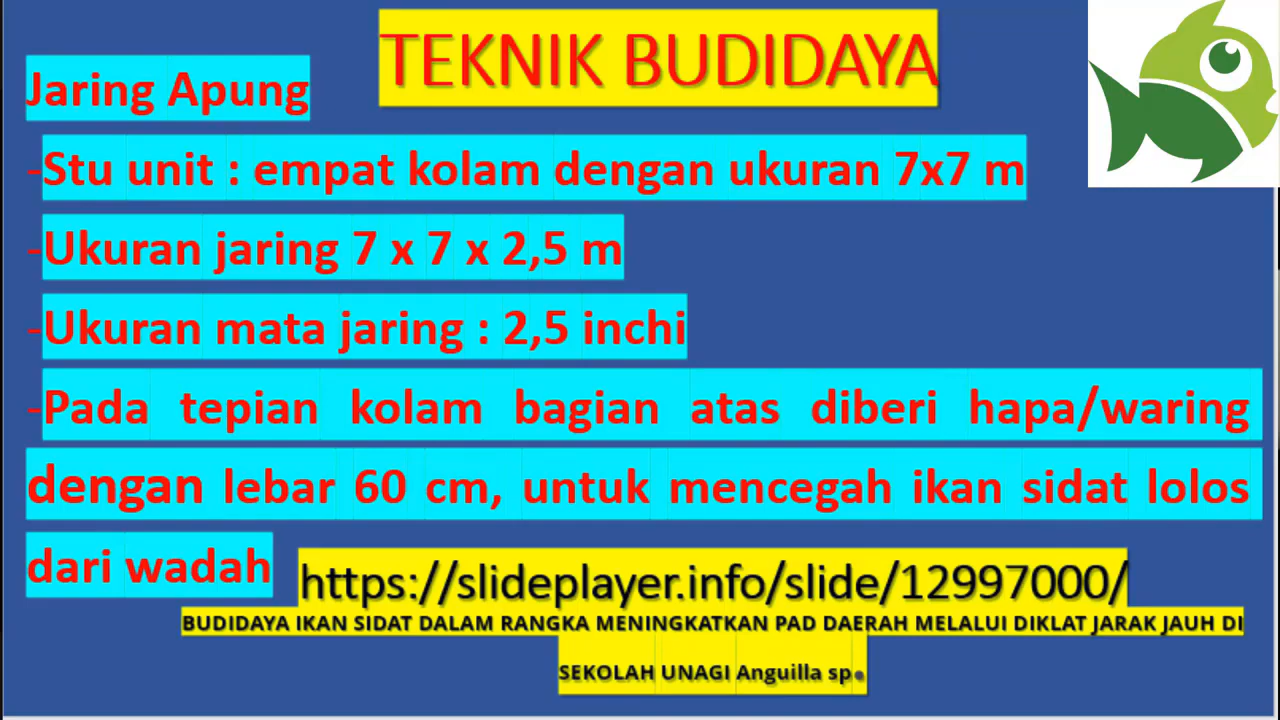 TEKNIK BUDIDAYA
Jaring Apung
-Stu unit : empat kolam dengan ukuran 7x7 m
-Ukuran jaring 7 x 7 x 2,5 m
-Ukuran mata jaring : 2,5 inchi
-Pada tepian kolam bagian atas diberi hapa/waring
dengan lebar 60 cm, untuk mencegah ikan sidat lolos
dari wadah
https://slideplayer.info/slide/12997000/
BUDIDAYA IKAN SIDAT DALAM RANGKA MENINGKATKAN PAD DAERAH MELALUI DIKLAT JARAK JAUH DI
SEKOLAH UNAGI Anguilla sp.